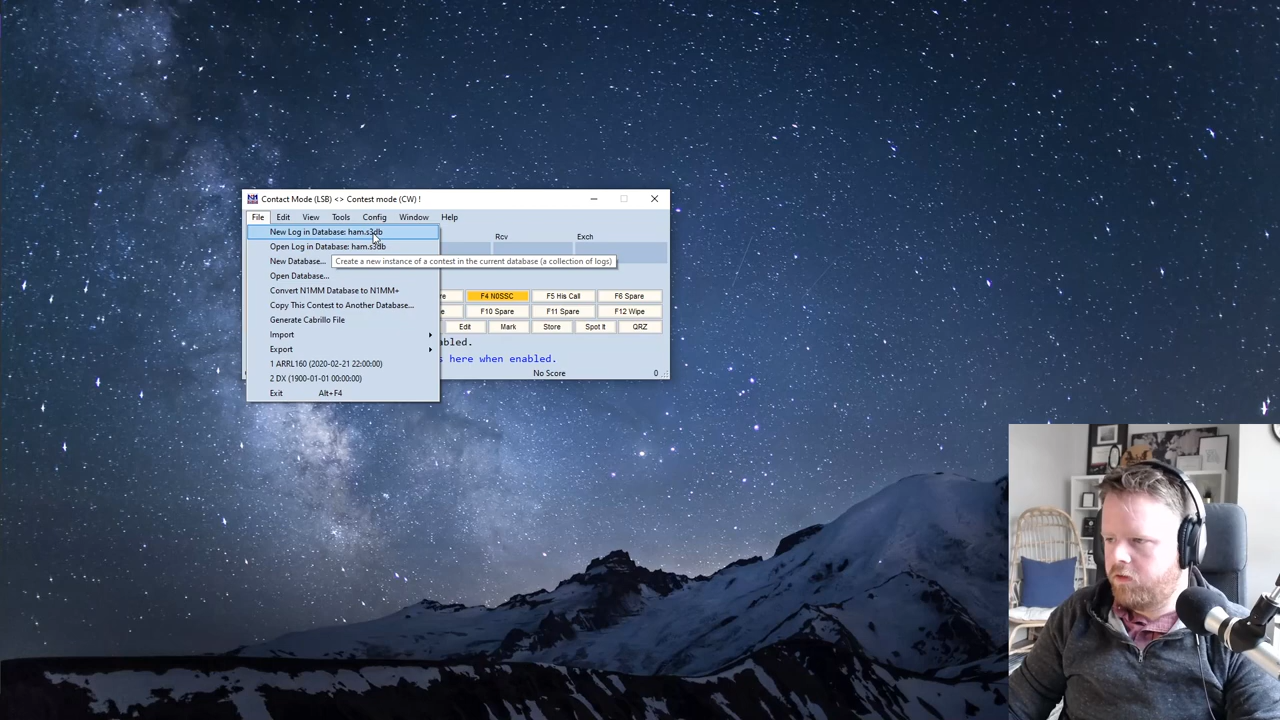 N1
Contact Mode (LSB) <> Contest mode (CW) !
File Edit View Tools Config Window Help
New Log in Database: ham.s3db
Rcv Exch
Open Log in Database: ham.s3db
New Database...
Create a new instance of a contest in the current database (a collection of logs)
Open Database...
Convert N1MM Database to N1MM+
F4 N0SSC F5 His Call F6 Spare
Copy This Contest to Another Database...
F10 Spare F11 Spare F12 Wipe
Generate Cabrillo File
Edit Mark Store Spot It QRZ
Import
Export
here when enabled.
1 ARRL160 (2020-02-21 22:00:00)
2 DX (1900-01-01 00:00:00)
No Score 0
Exit Alt+F4